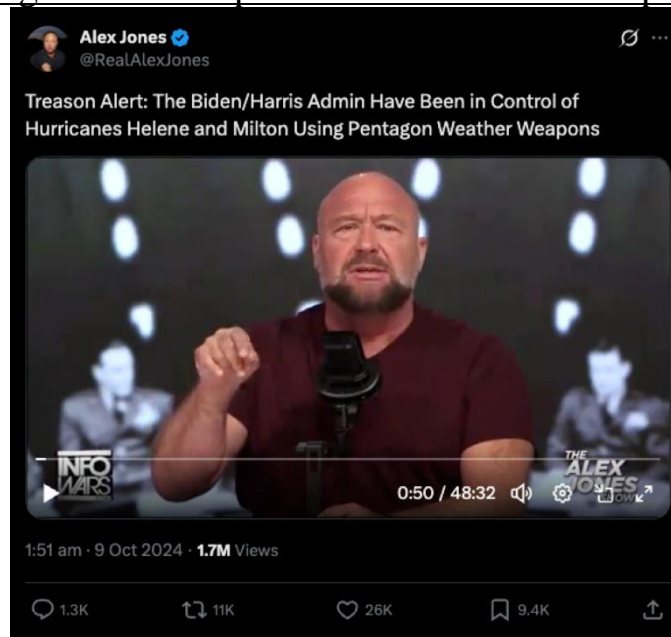 Alex Jones
@RealAlexJones
Treason Alert: The Biden/Harris Admin Have Been in Control of
Hurricanes Helene and Milton Using Pentagon Weather Weapons
INFO
WARS
THE
ALEX
JONES
SHOW
0:50 / 48:32
1:51 am · 9 Oct 2024 · 1.7M Views
1.3K
11K
26K
9.4K